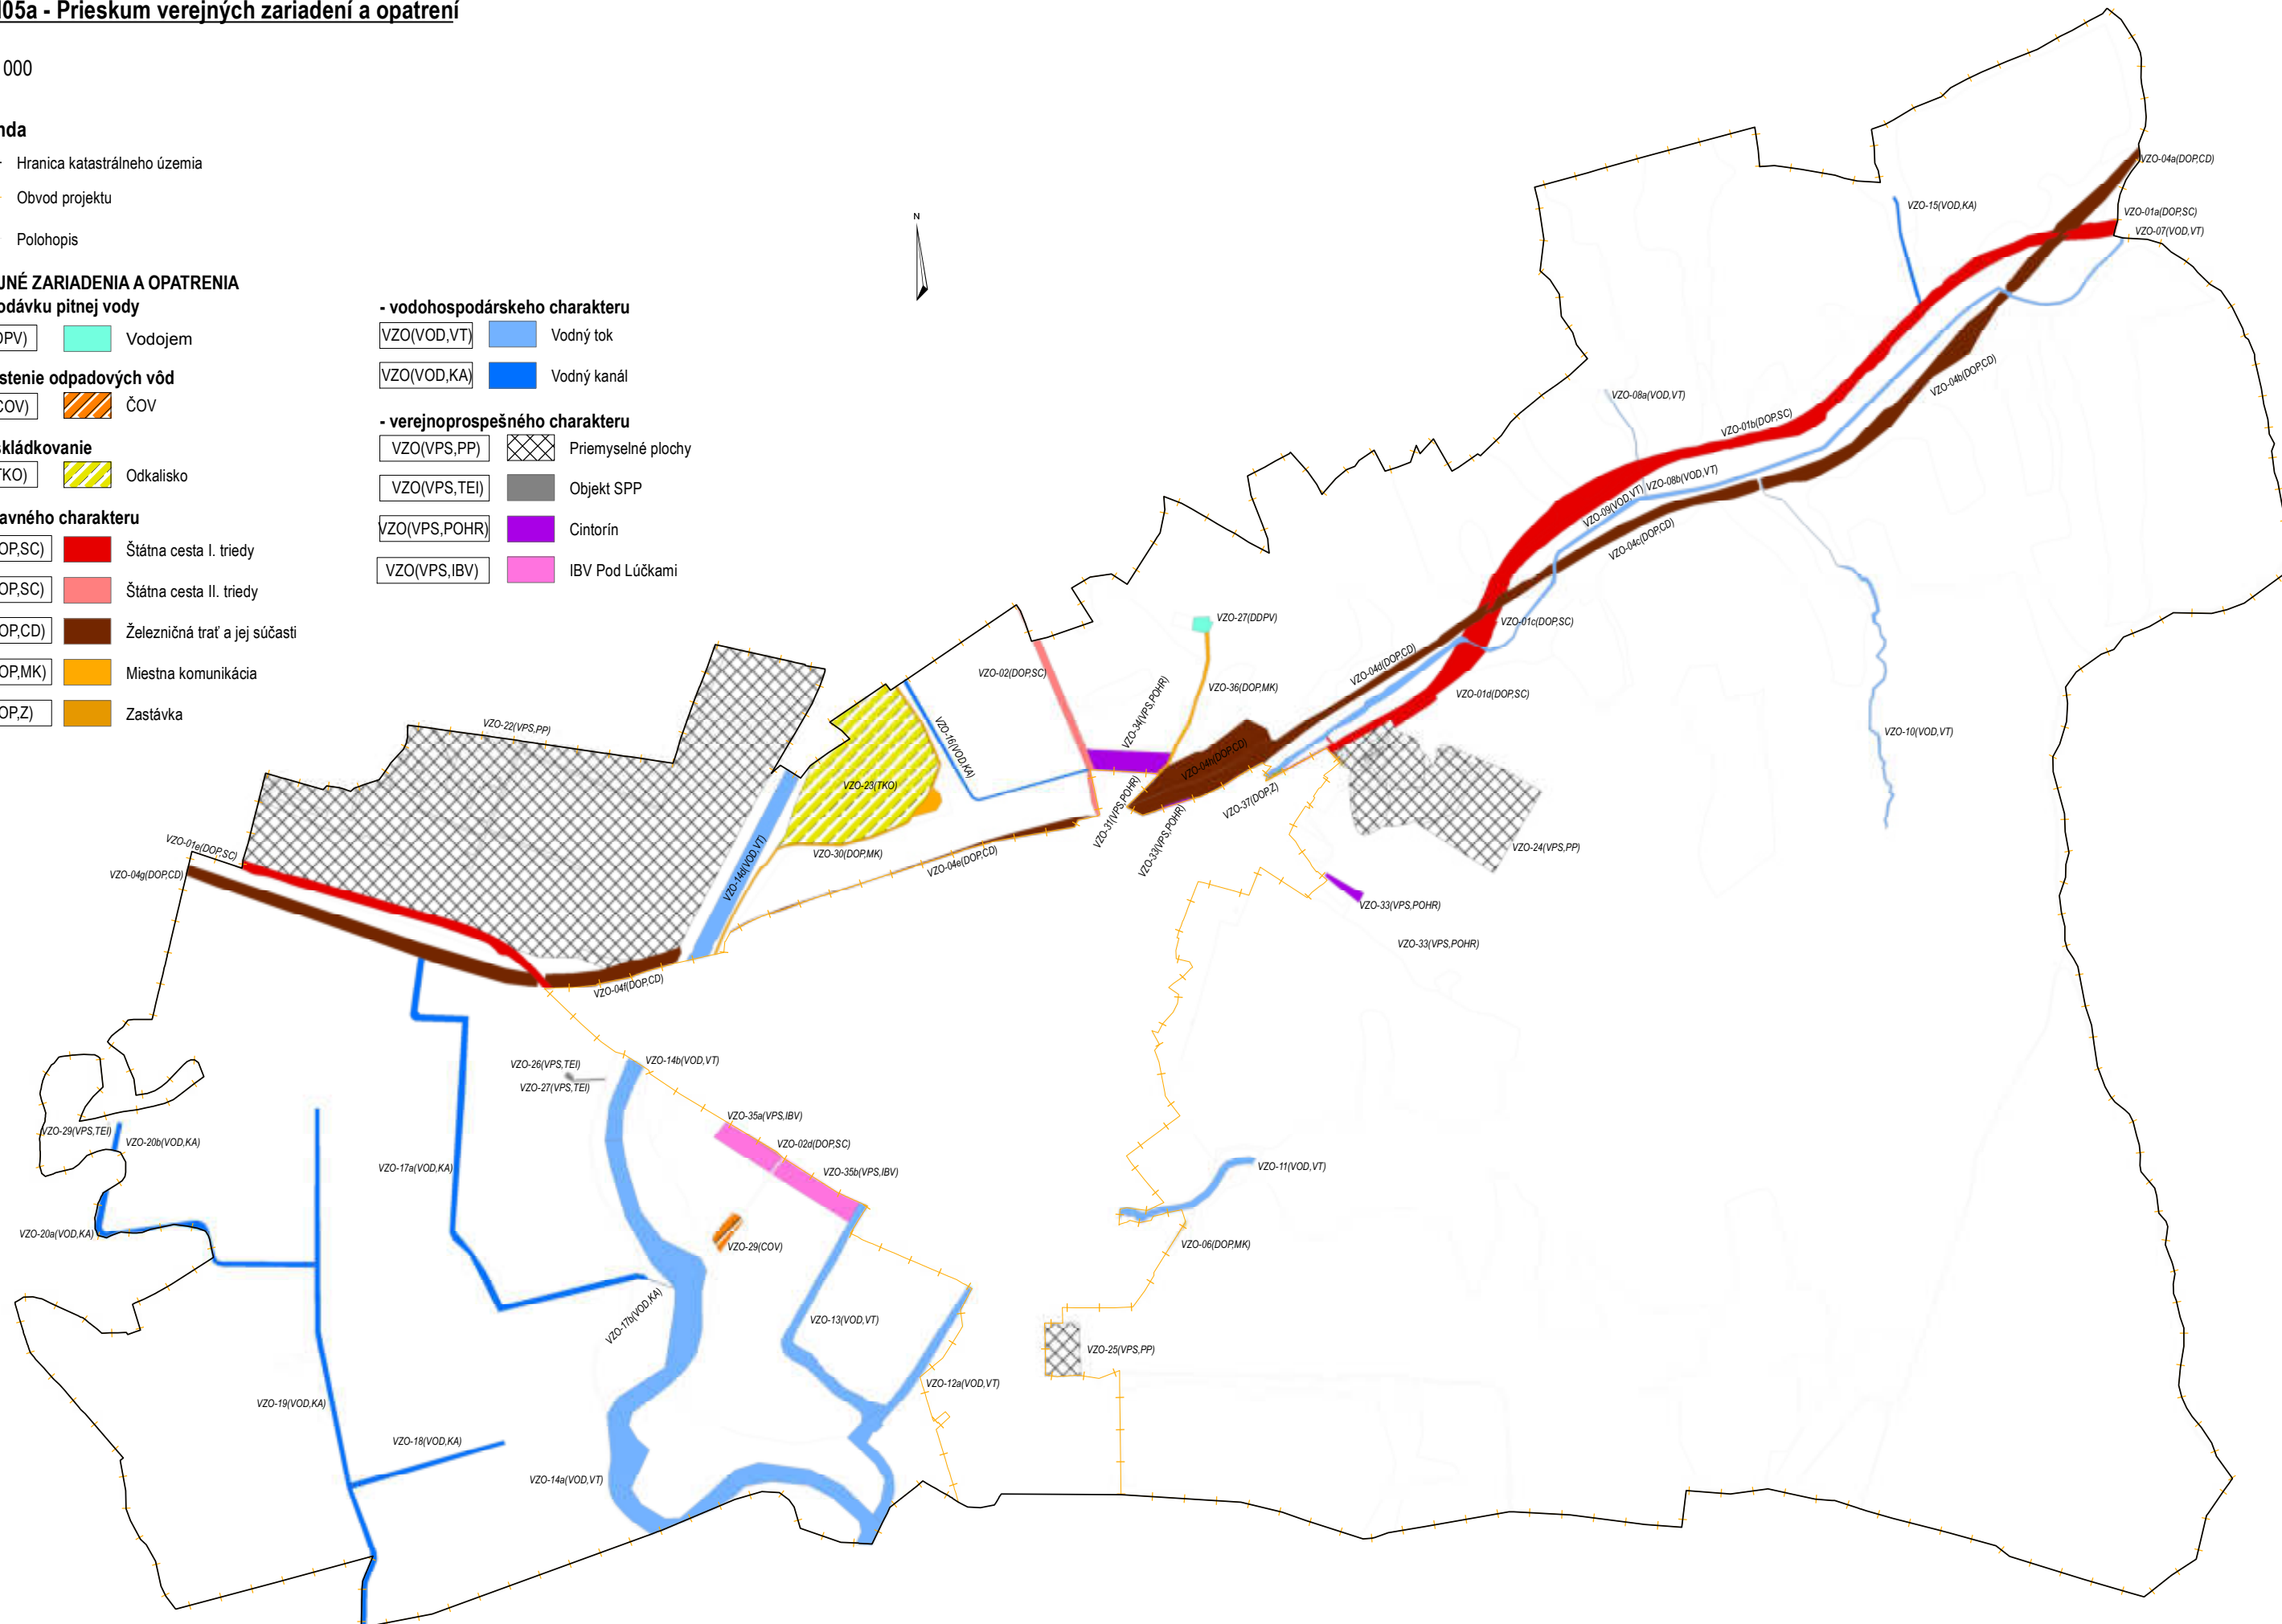 05a - Prieskum verejných zariadení a opatrení
000
nda
Hranica katastrálneho územia
Obvod projektu
Polohopis
JNÉ ZARIADENIA A OPATRENIA
odávku pitnej vody
DPV)
Vodojem
stenie odpadových vôd
COV)
ČOV
skládkovanie
TKO)
Odkalisko
avného charakteru
OP,SC)
Štátna cesta I. triedy
OP,SC)
Štátna cesta II. triedy
OP,CD)
Železničná trať a jej súčasti
OP,MK)
Miestna komunikácia
OP,Z)
Zastávka
- vodohospodárskeho charakteru
VZO(VOD,VT)
Vodný tok
VZO(VOD,KA)
Vodný kanál
- verejnoprospešného charakteru
VZO(VPS,PP)
Priemyselné plochy
VZO(VPS,TEI)
Objekt SPP
VZO(VPS,POHR)
Cintorín
VZO(VPS,IBV)
IBV Pod Lúčkami
N
VZO-04a(DOP,CD)
VZO-15(VOD,KA)
VZO-01a(DOP,SC)
VZO-07(VOD,VT)
VZO-04b(DOP,CD)
VZO-08a(VOD,VT)
VZO-01b(DOP,SC)
VZO-08b(VOD,VT)
VZO-09(VOD,VT)
VZO-04c(DOP,CD)
VZO-27(DDPV)
VZO-01c(DOP,SC)
VZO-02(DOP,SC)
VZO-04d(DOP,CD)
VZO-36(DOP,MK)
VZO-34(VPS,POHR)
VZO-01d(DOP,SC)
VZO-10(VOD,VT)
VZO-22(VPS,PP)
VZO-16(VOD,KA)
VZO-04h(DOP,CD)
VZO-23(TKO)
VZO-37(DOP,Z)
VZO-31(VPS,POHR)
VZO-33(VPS,POHR)
VZO-01e(DOP,SC)
VZO-30(DOP,MK)
VZO-04e(DOP,CD)
VZO-24(VPS,PP)
VZO-04g(DOP,CD)
VZO-14d(VOD,VT)
VZO-33(VPS,POHR)
VZO-33(VPS,POHR)
VZO-04f(DOP,CD)
VZO-26(VPS,TEI)
VZO-14b(VOD,VT)
VZO-27(VPS,TEI)
VZO-35a(VPS,IBV)
VZO-29(VPS,TEI)
VZO-20b(VOD,KA)
VZO-02d(DOP,SC)
VZO-17a(VOD,KA)
VZO-35b(VPS,IBV)
VZO-11(VOD,VT)
VZO-20a(VOD,KA)
VZO-29(COV)
VZO-06(DOP,MK)
VZO-17b(VOD,KA)
VZO-13(VOD,VT)
VZO-25(VPS,PP)
VZO-12a(VOD,VT)
VZO-19(VOD,KA)
VZO-18(VOD,KA)
VZO-14a(VOD,VT)